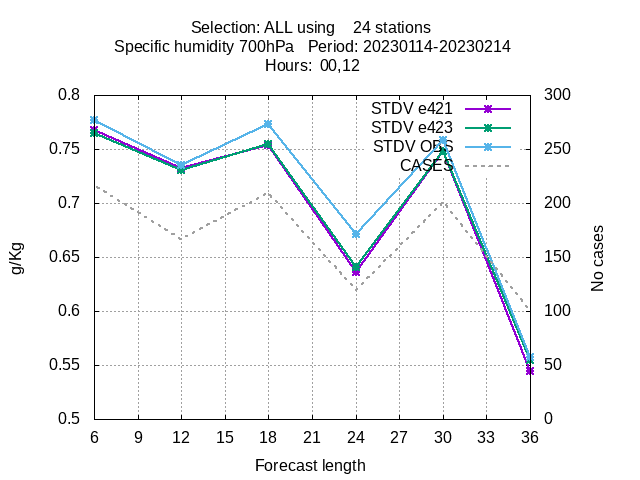 Selection: ALL using    24 stations
Specific humidity 700hPa   Period: 20230114-20230214
Hours:  00,12
0.8
0.75
0.7
0.65
0.6
0.55
0.5
g/Kg
STDV e421
STDV e423
STDV OBS
CASES
300
250
200
150
100
50
0
No cases
6 9 12 15 18 21 24 27 30 33 36
Forecast length